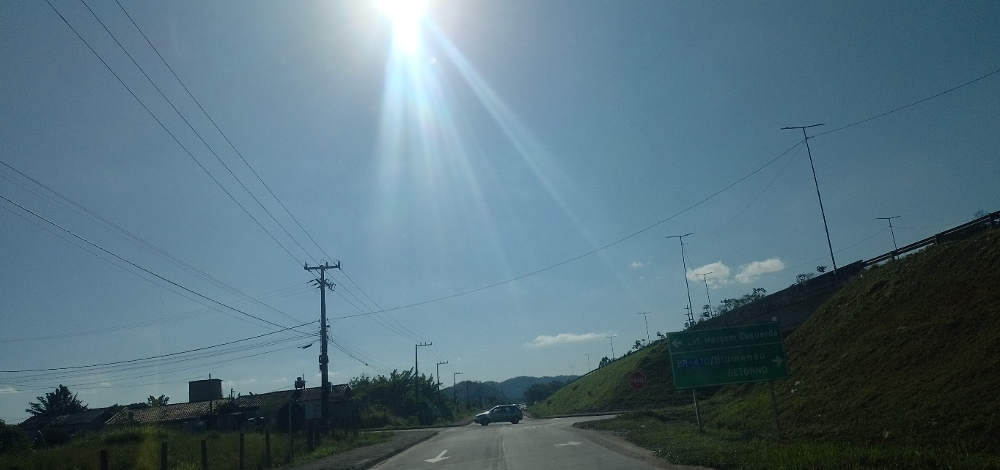 Lot. Margem Esquerda
BR-470/Blumenau
RETORNO
PARE